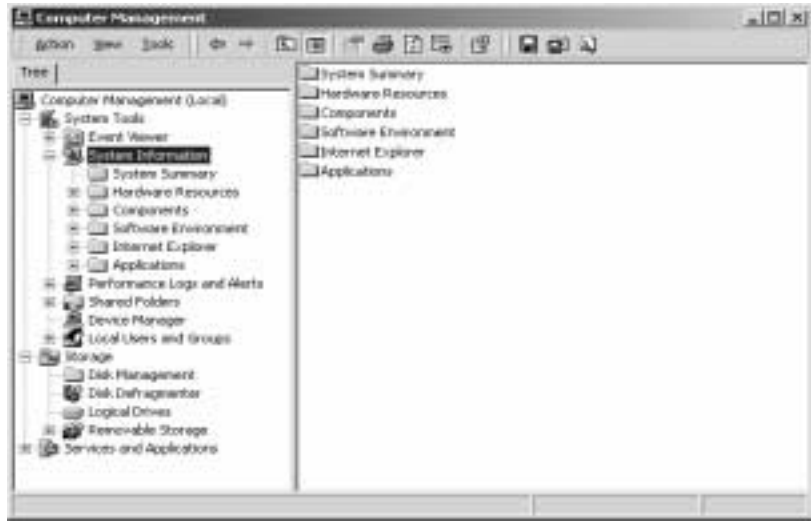 Computer Management
Action View Tools
Tree
Computer Management (Local)
System Tools
Event Viewer
System Information
System Summary
Hardware Resources
Components
Software Environment
Internet Explorer
Applications
Performance Logs and Alerts
Shared Folders
Device Manager
Local Users and Groups
Storage
Disk Management
Disk Defragmenter
Logical Drives
Removable Storage
Services and Applications
System Summary
Hardware Resources
Components
Software Environment
Internet Explorer
Applications